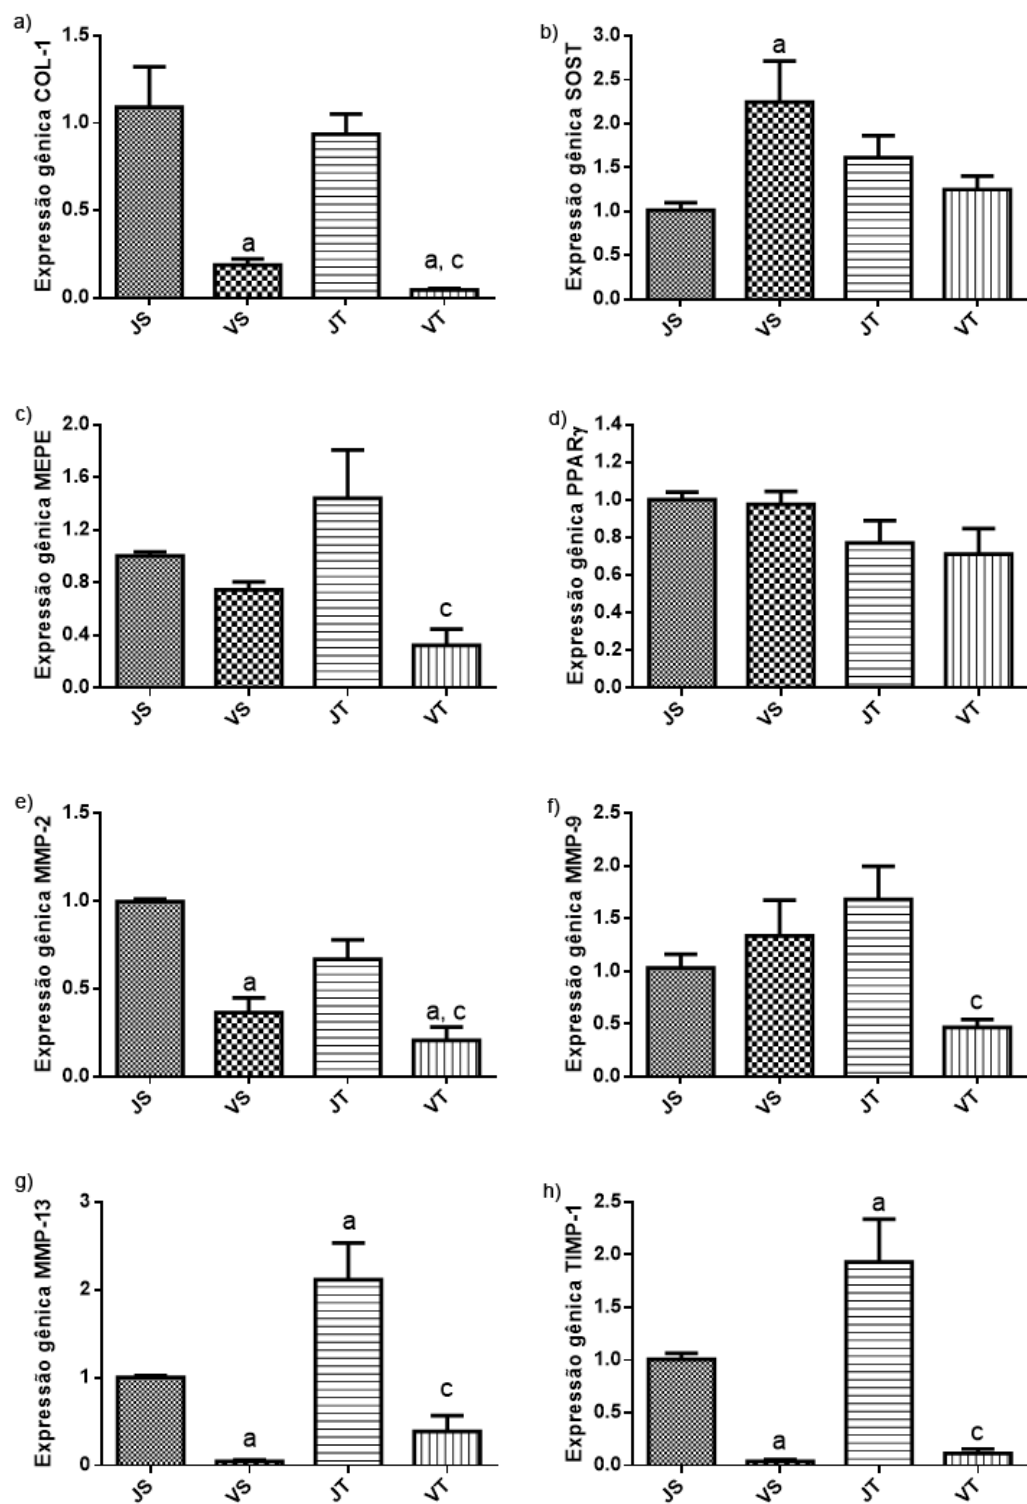 a)
Expressão gênica COL-1
1.5
1.0
0.5
0.0
a
a, c
JS
VS
JT
VT
b)
Expressão gênica SOST
3.0
2.5
2.0
1.5
1.0
0.5
0.0
a
JS
VS
JT
VT
c)
Expressão gênica MEPE
2.0
1.6
1.2
0.8
0.4
0.0
c
JS
VS
JT
VT
d)
Expressão gênica PPARγ
1.4
1.2
1.0
0.8
0.6
0.4
0.2
0.0
JS
VS
JT
VT
e)
Expressão gênica MMP-2
1.5
1.0
0.5
0.0
a
a, c
JS
VS
JT
VT
f)
Expressão gênica MMP-9
2.5
2.0
1.5
1.0
0.5
0.0
c
JS
VS
JT
VT
g)
Expressão gênica MMP-13
3
2
1
0
a
a
c
JS
VS
JT
VT
h)
Expressão gênica TIMP-1
2.5
2.0
1.5
1.0
0.5
0.0
a
a
c
JS
VS
JT
VT